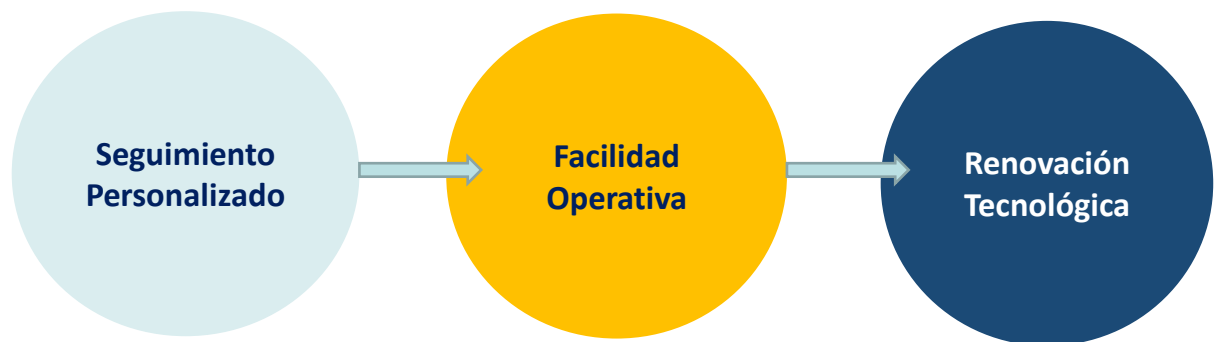 Seguimiento
Personalizado
Facilidad
Operativa
Renovación
Tecnológica